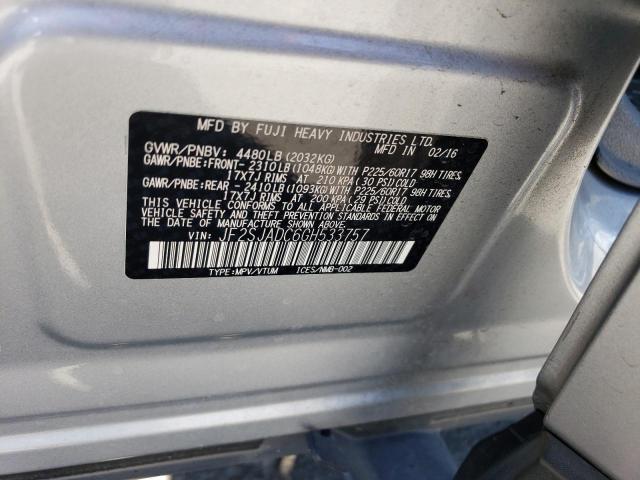 MFD BY FUJI HEAVY INDUSTRIES LTD.
MFD IN 02/16
GVWR/PNBV: 4480LB (2032KG)
GAWR/PNBE:FRONT- 2310LB (1048KG) WITH P225/60R17 98H TIRES,
17X7J RIMS AT 210 KPA (30 PSI) COLD
GAWR/PNBE:REAR - 2410LB (1093KG) WITH P225/60R17 98H TIRES,
17X7J RIMS AT 200 KPA (29 PSI) COLD
THIS VEHICLE CONFORMS TO ALL APPLICABLE FEDERAL MOTOR
VEHICLE SAFETY AND THEFT PREVENTION STANDARDS IN EFFECT ON
THE DATE OF MANUFACTURE SHOWN ABOVE.
VIN: JF2SJADC6GH533757
TYPE:MPV/VTUM ICES/NMB-002